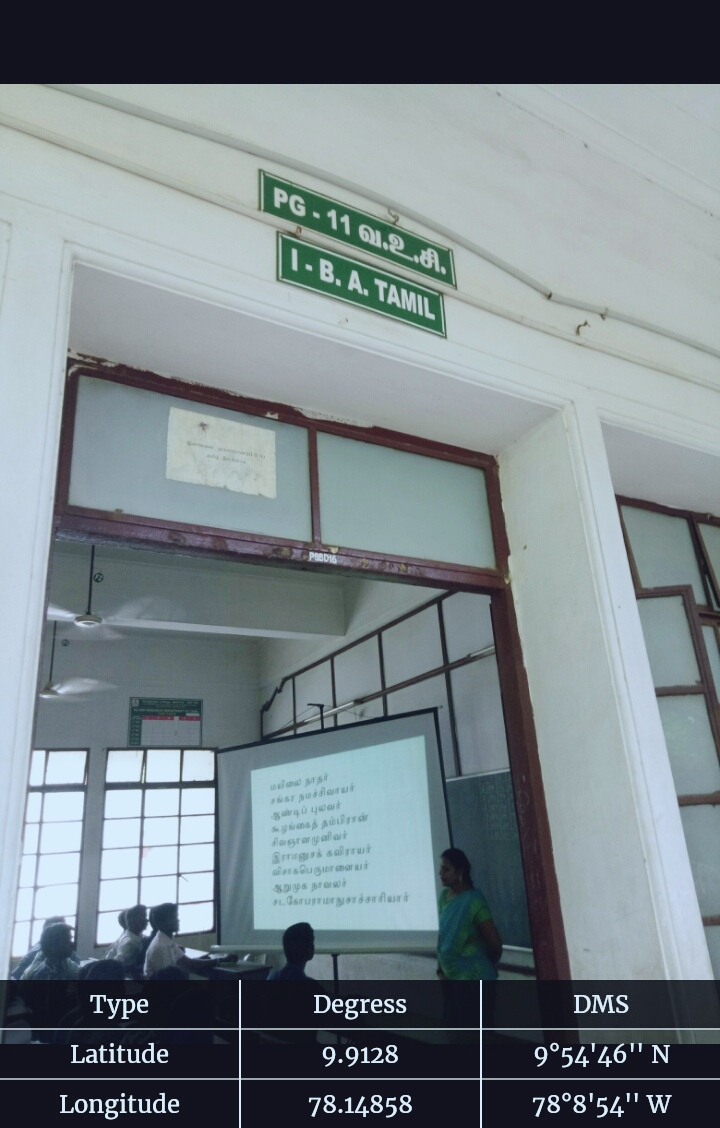 PG - 11 வ.உ.சி.
I - B. A. TAMIL
PSBD16
மயிலை நாதர்
சங்கர நமச்சிவாயர்
ஆண்டிப் புலவர்
கூழங்கைத் தம்பிரான்
சிவஞானமுனிவர்
இராமனுசக் கவிராயர்
விசாகபெருமாளையர்
ஆறுமுக நாவலர்
சடகோபராமாநுசாச்சாரியார்
Type Degress DMS
Latitude 9.9128 9°54'46'' N
Longitude 78.14858 78°8'54'' W